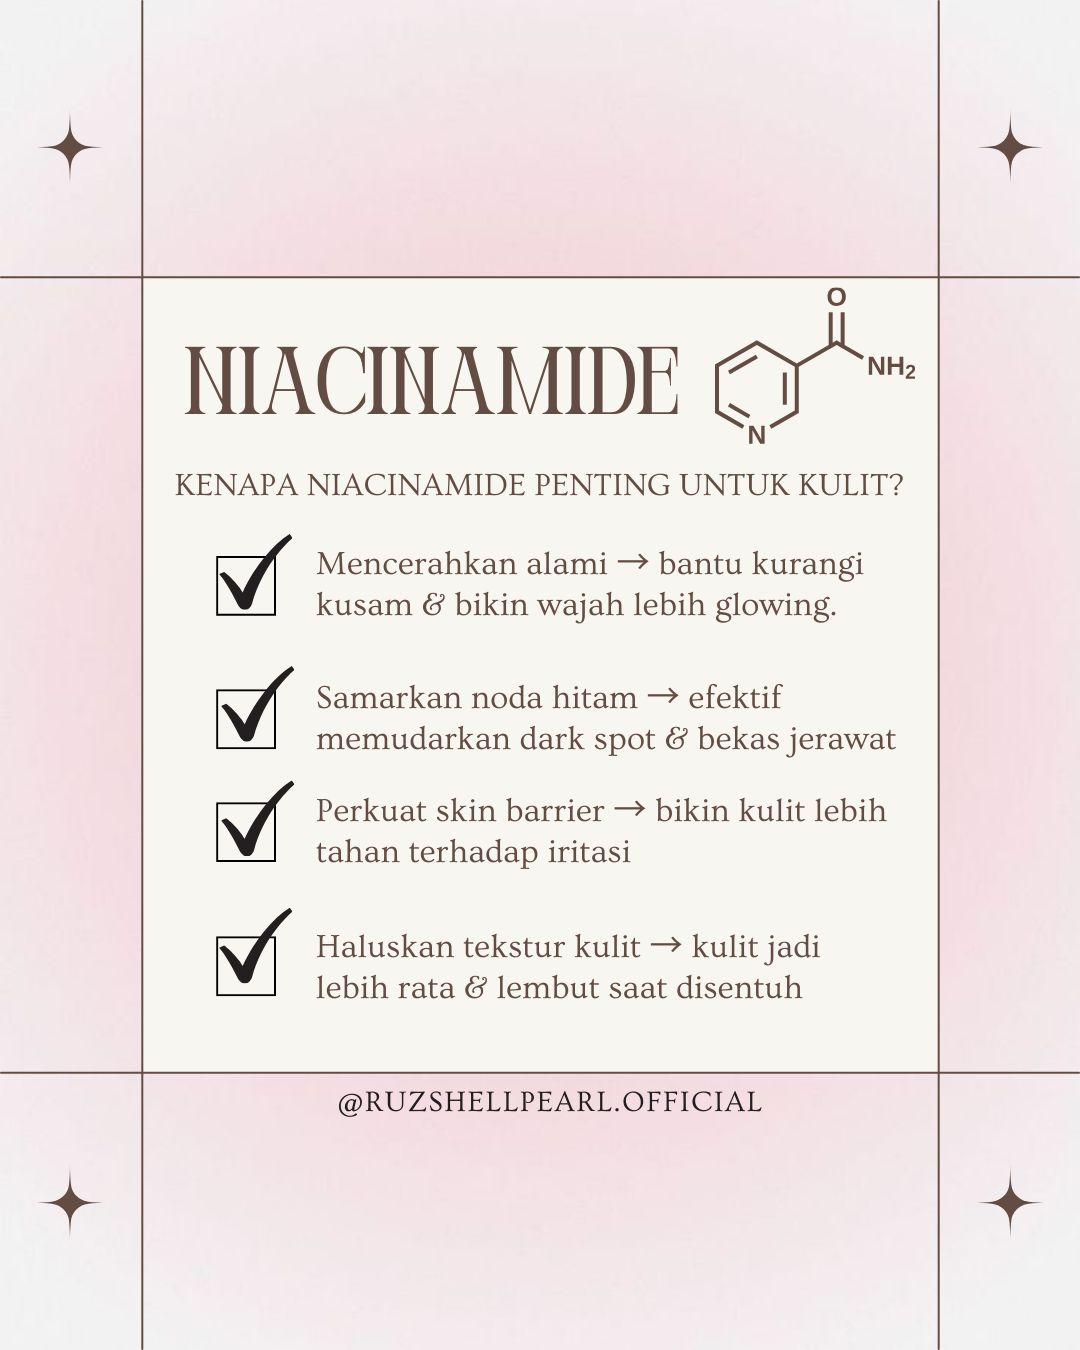 NIACINAMIDE
O
NH₂
N
KENAPA NIACINAMIDE PENTING UNTUK KULIT?
Mencerahkan alami → bantu kurangi
kusam & bikin wajah lebih glowing.
Samarkan noda hitam → efektif
memudarkan dark spot & bekas jerawat
Perkuat skin barrier → bikin kulit lebih
tahan terhadap iritasi
Haluskan tekstur kulit → kulit jadi
lebih rata & lembut saat disentuh
@RUZSHELLPEARL.OFFICIAL